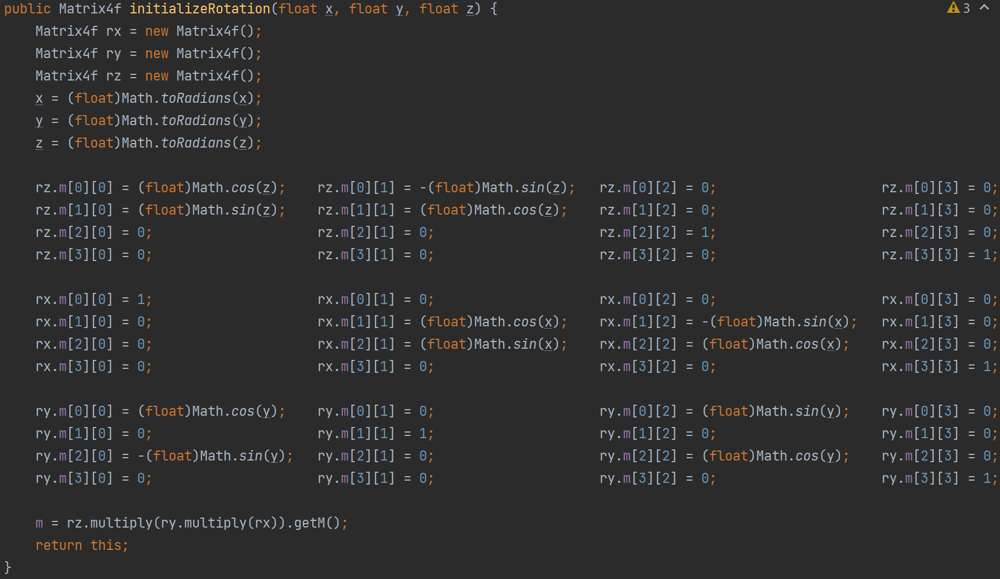 public Matrix4f initializeRotation(float x, float y, float z) { 3
    Matrix4f rx = new Matrix4f();
    Matrix4f ry = new Matrix4f();
    Matrix4f rz = new Matrix4f();
    x = (float)Math.toRadians(x);
    y = (float)Math.toRadians(y);
    z = (float)Math.toRadians(z);

    rz.m[0][0] = (float)Math.cos(z);    rz.m[0][1] = -(float)Math.sin(z);   rz.m[0][2] = 0;                     rz.m[0][3] = 0;
    rz.m[1][0] = (float)Math.sin(z);    rz.m[1][1] = (float)Math.cos(z);    rz.m[1][2] = 0;                     rz.m[1][3] = 0;
    rz.m[2][0] = 0;                     rz.m[2][1] = 0;                     rz.m[2][2] = 1;                     rz.m[2][3] = 0;
    rz.m[3][0] = 0;                     rz.m[3][1] = 0;                     rz.m[3][2] = 0;                     rz.m[3][3] = 1;

    rx.m[0][0] = 1;                     rx.m[0][1] = 0;                     rx.m[0][2] = 0;                     rx.m[0][3] = 0;
    rx.m[1][0] = 0;                     rx.m[1][1] = (float)Math.cos(x);    rx.m[1][2] = -(float)Math.sin(x);   rx.m[1][3] = 0;
    rx.m[2][0] = 0;                     rx.m[2][1] = (float)Math.sin(x);    rx.m[2][2] = (float)Math.cos(x);    rx.m[2][3] = 0;
    rx.m[3][0] = 0;                     rx.m[3][1] = 0;                     rx.m[3][2] = 0;                     rx.m[3][3] = 1;

    ry.m[0][0] = (float)Math.cos(y);    ry.m[0][1] = 0;                     ry.m[0][2] = (float)Math.sin(y);    ry.m[0][3] = 0;
    ry.m[1][0] = 0;                     ry.m[1][1] = 1;                     ry.m[1][2] = 0;                     ry.m[1][3] = 0;
    ry.m[2][0] = -(float)Math.sin(y);   ry.m[2][1] = 0;                     ry.m[2][2] = (float)Math.cos(y);    ry.m[2][3] = 0;
    ry.m[3][0] = 0;                     ry.m[3][1] = 0;                     ry.m[3][2] = 0;                     ry.m[3][3] = 1;

    m = rz.multiply(ry.multiply(rx)).getM();
    return this;
}